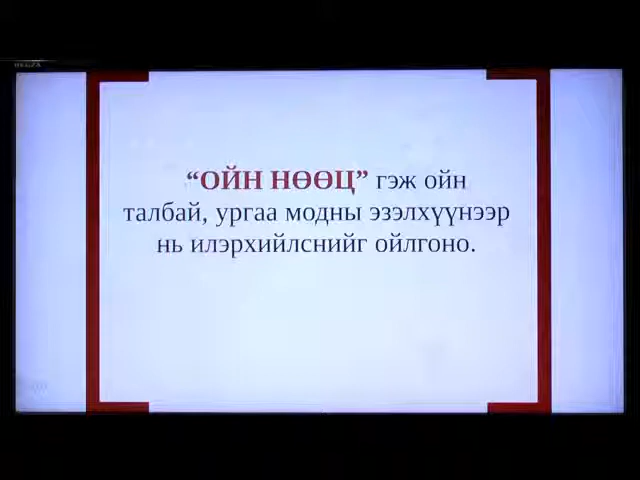 “ОЙН НӨӨЦ” гэж ойн
талбай, ургаа модны эзэлхүүнээр
нь илэрхийлснийг ойлгоно.